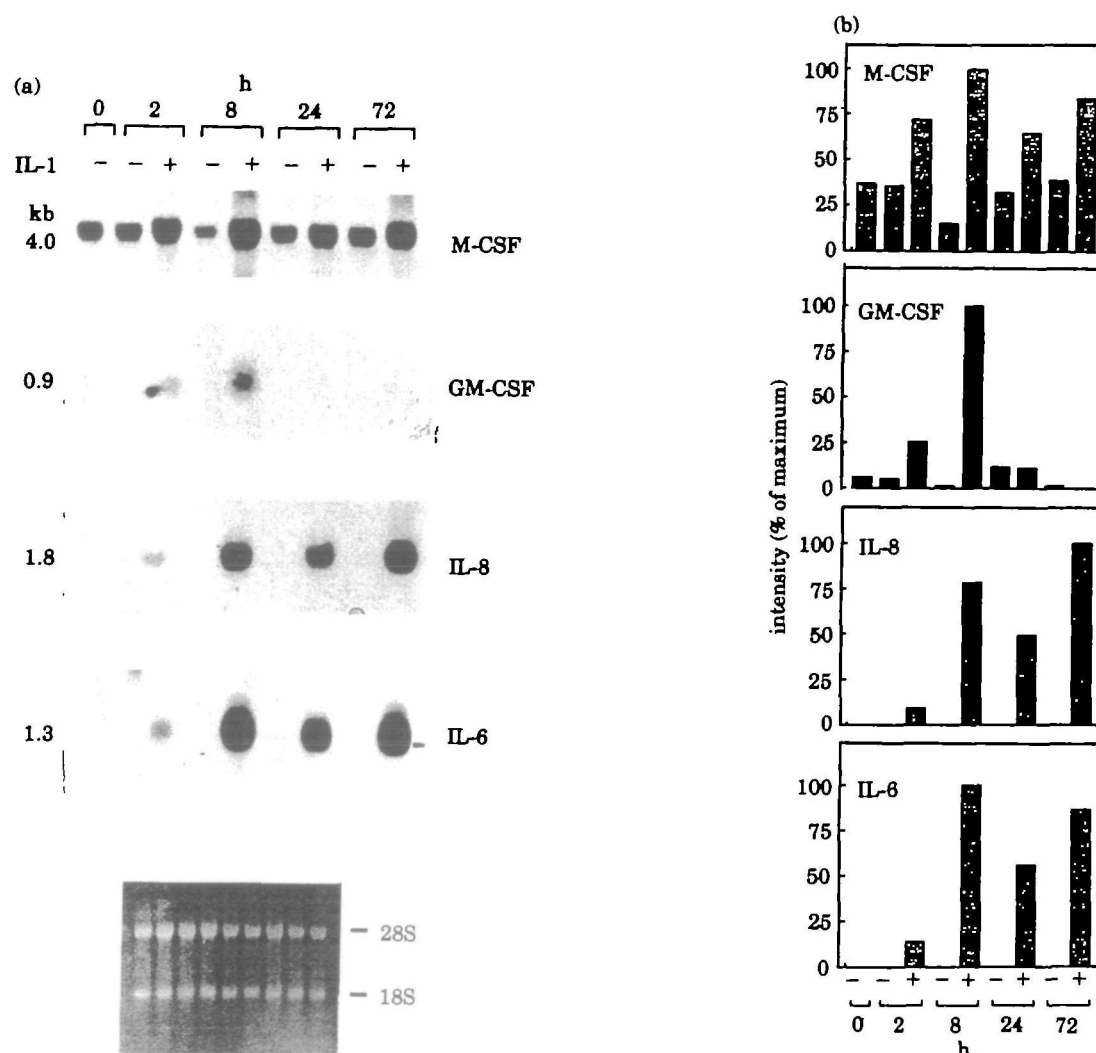 (a)
h
0 2 8 24 72
IL-1 − − + − + − + − +
kb
4.0 M-CSF
0.9 GM-CSF
1.8 IL-8
1.3 IL-6
28S
18S
(b)
intensity (% of maximum)
M-CSF
100
75
50
25
0
GM-CSF
100
75
50
25
0
IL-8
100
75
50
25
0
IL-6
100
75
50
25
0
− − + − + − + − +
0 2 8 24 72
h